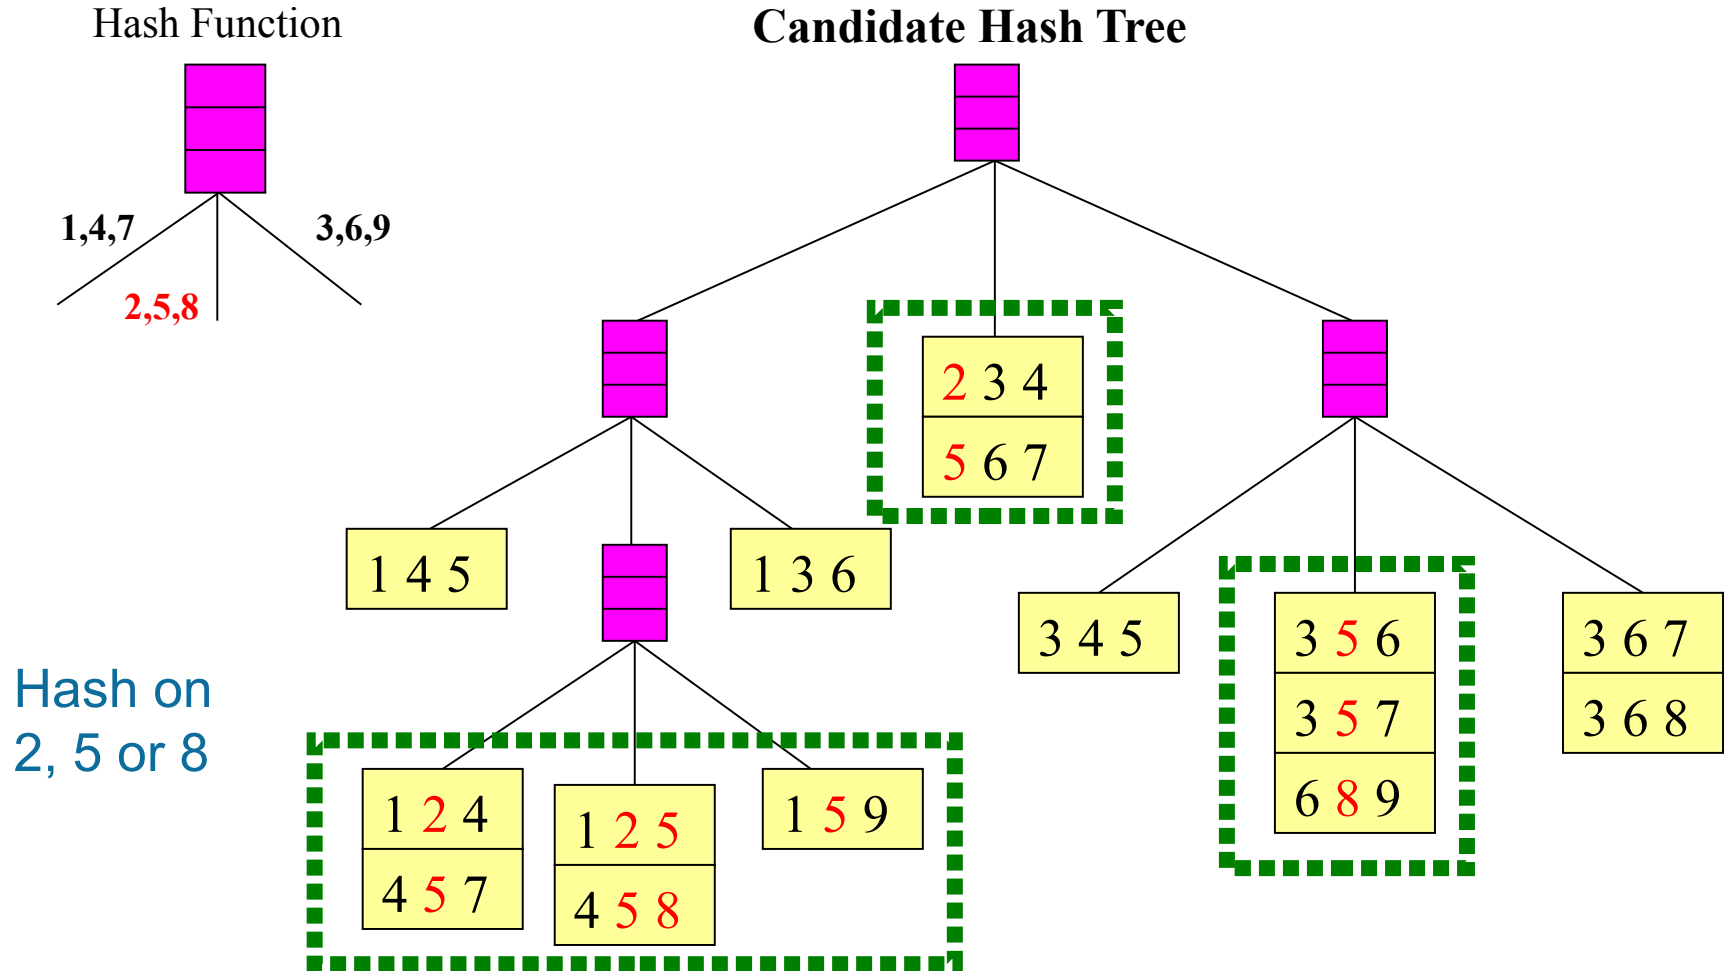 Hash Function
Candidate Hash Tree
1,4,7
3,6,9
2,5,8
2 3 4
5 6 7
1 4 5
1 3 6
3 4 5
3 5 6
3 5 7
6 8 9
3 6 7
3 6 8
Hash on
2, 5 or 8
1 2 4
4 5 7
1 2 5
4 5 8
1 5 9